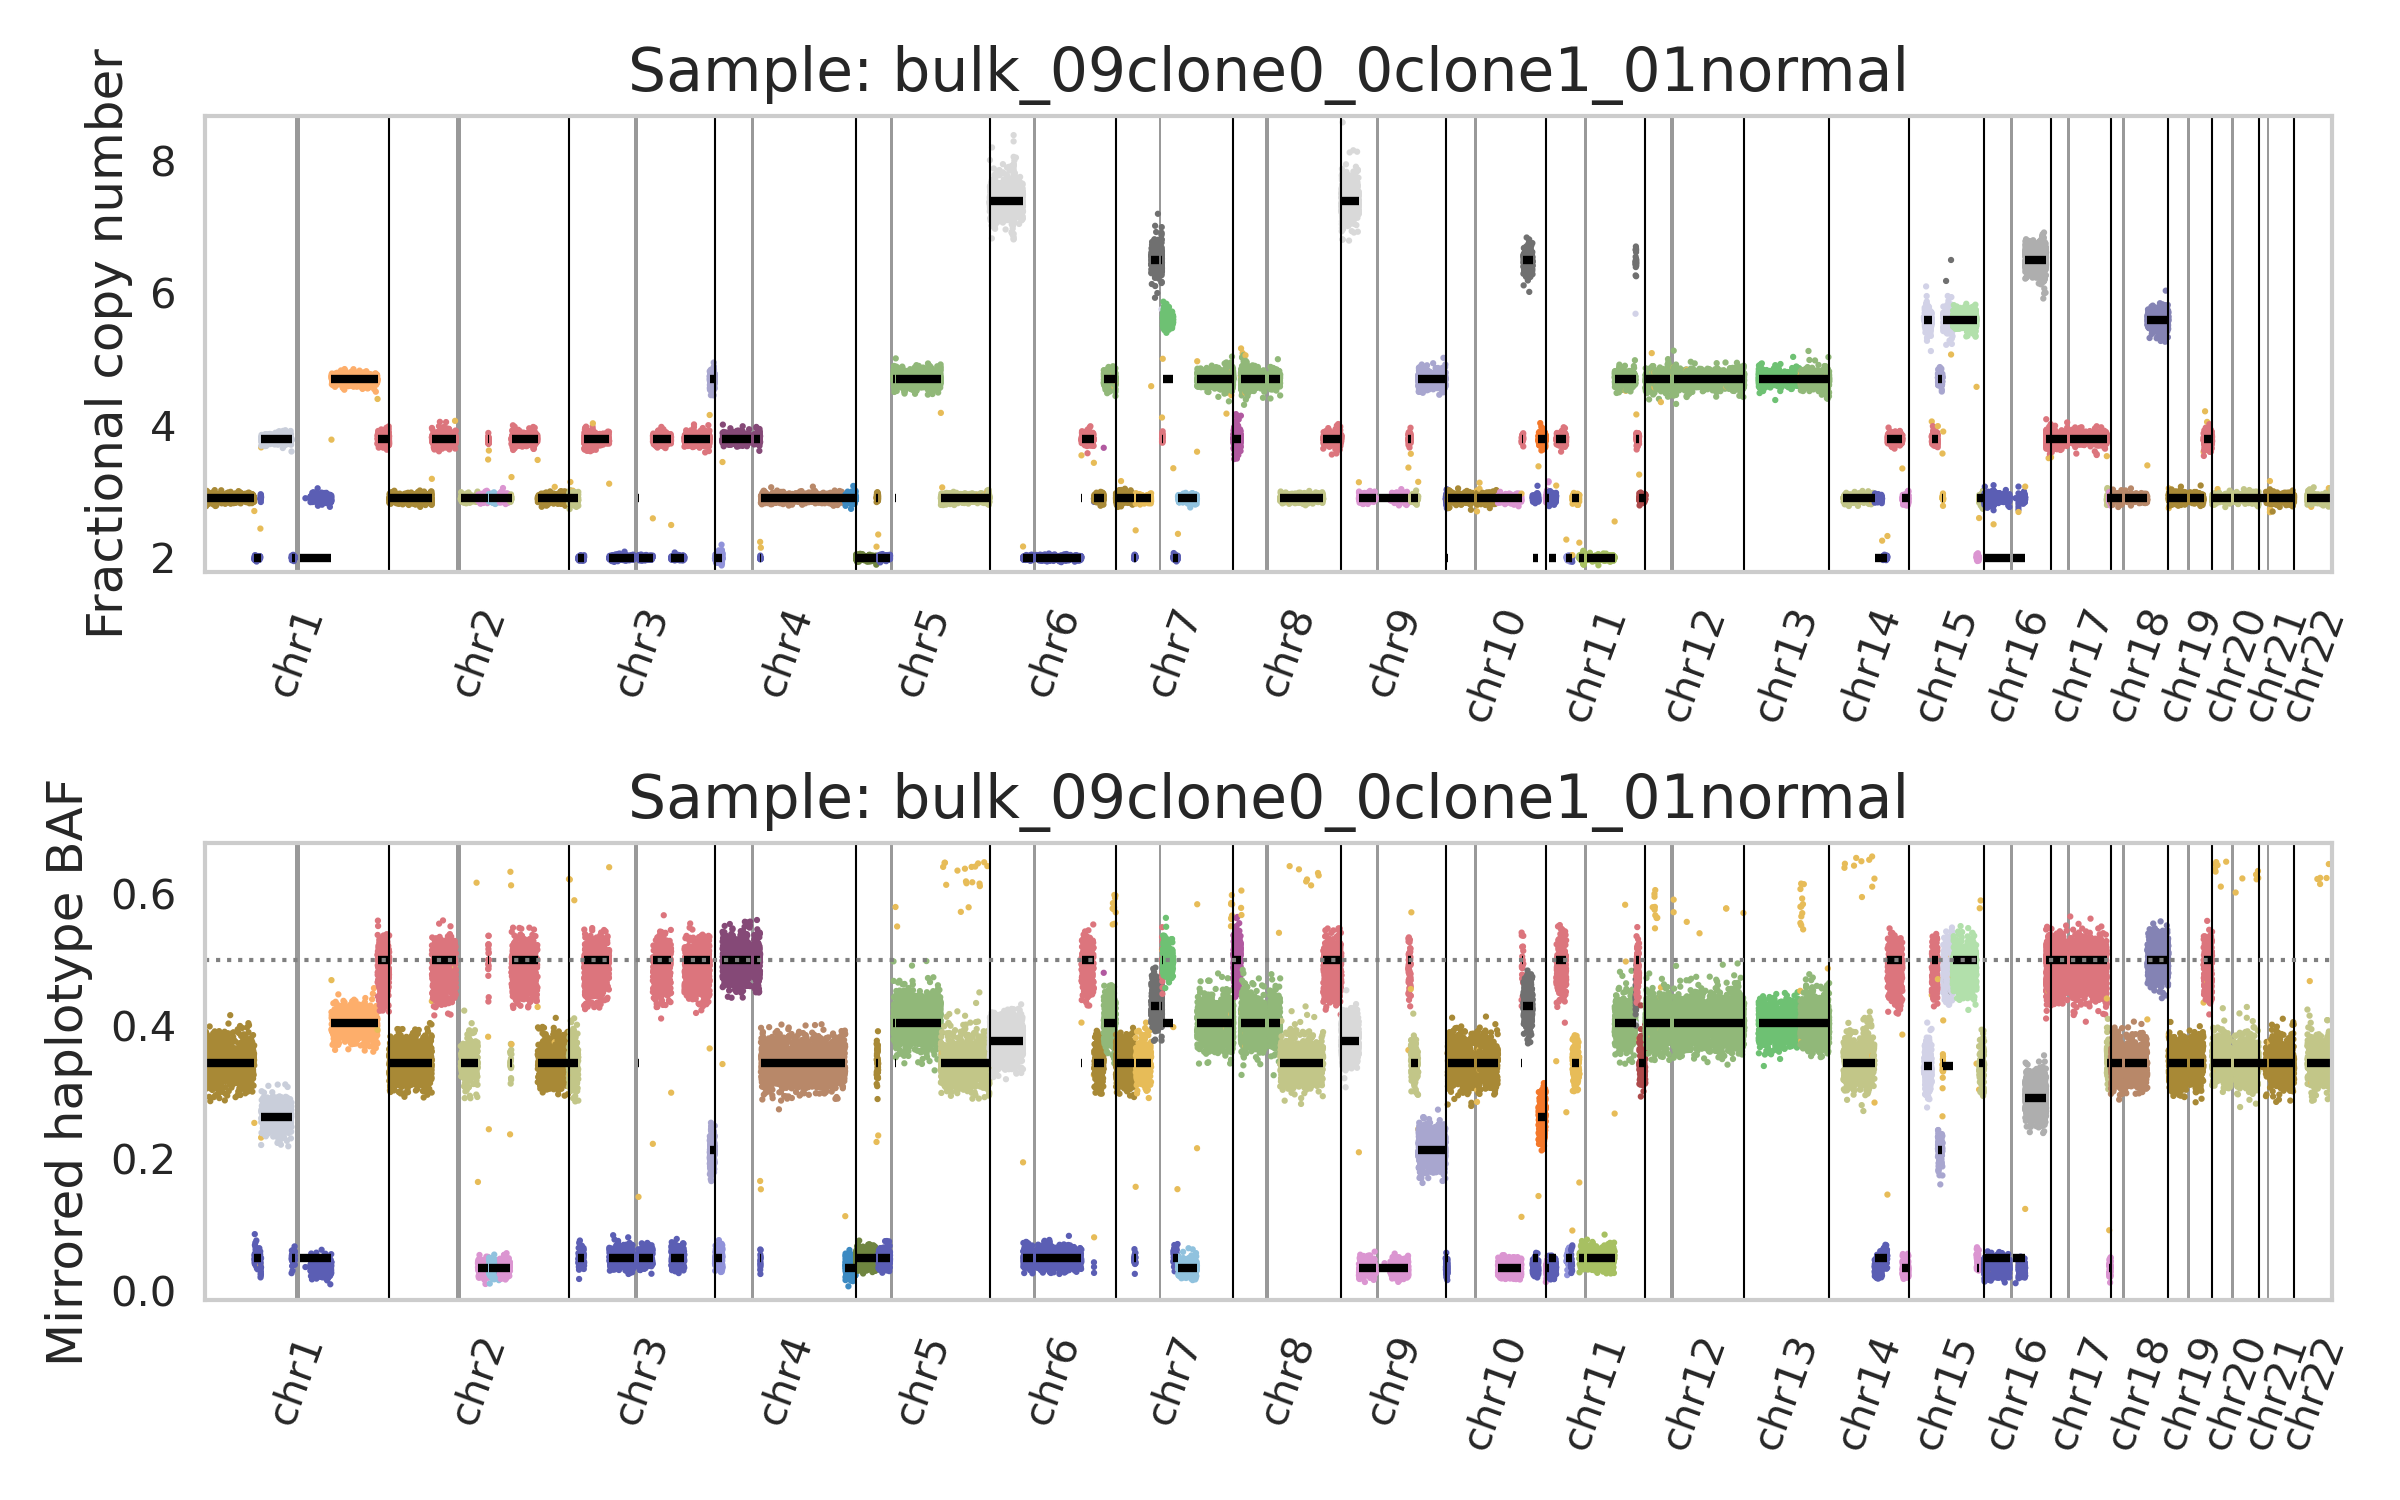 Sample: bulk_09clone0_0clone1_01normal
Fractional copy number
8
6
4
2
chr1
chr2
chr3
chr4
chr5
chr6
chr7
chr8
chr9
chr10
chr11
chr12
chr13
chr14
chr15
chr16
chr17
chr18
chr19
chr20
chr21
chr22
Sample: bulk_09clone0_0clone1_01normal
Mirrored haplotype BAF
0.6
0.4
0.2
0.0
chr1
chr2
chr3
chr4
chr5
chr6
chr7
chr8
chr9
chr10
chr11
chr12
chr13
chr14
chr15
chr16
chr17
chr18
chr19
chr20
chr21
chr22